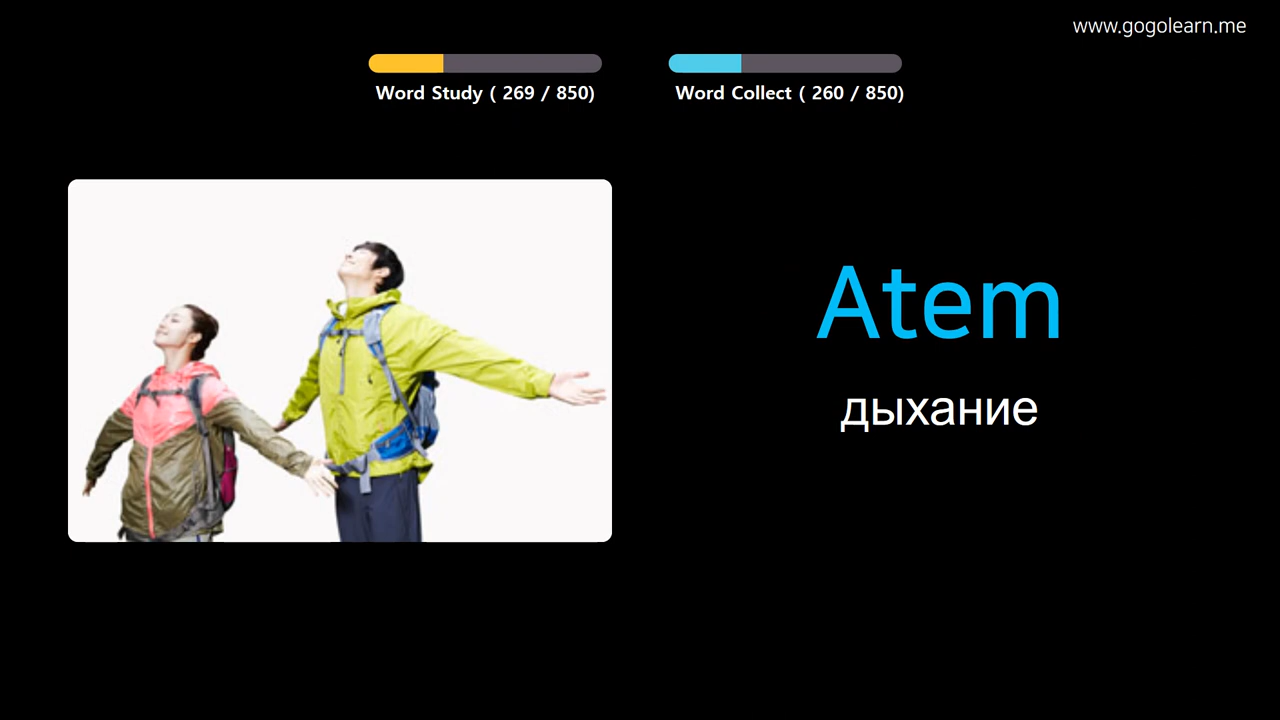 www.gogolearn.me
Word Study ( 269 / 850)
Word Collect ( 260 / 850)
Atem
дыхание